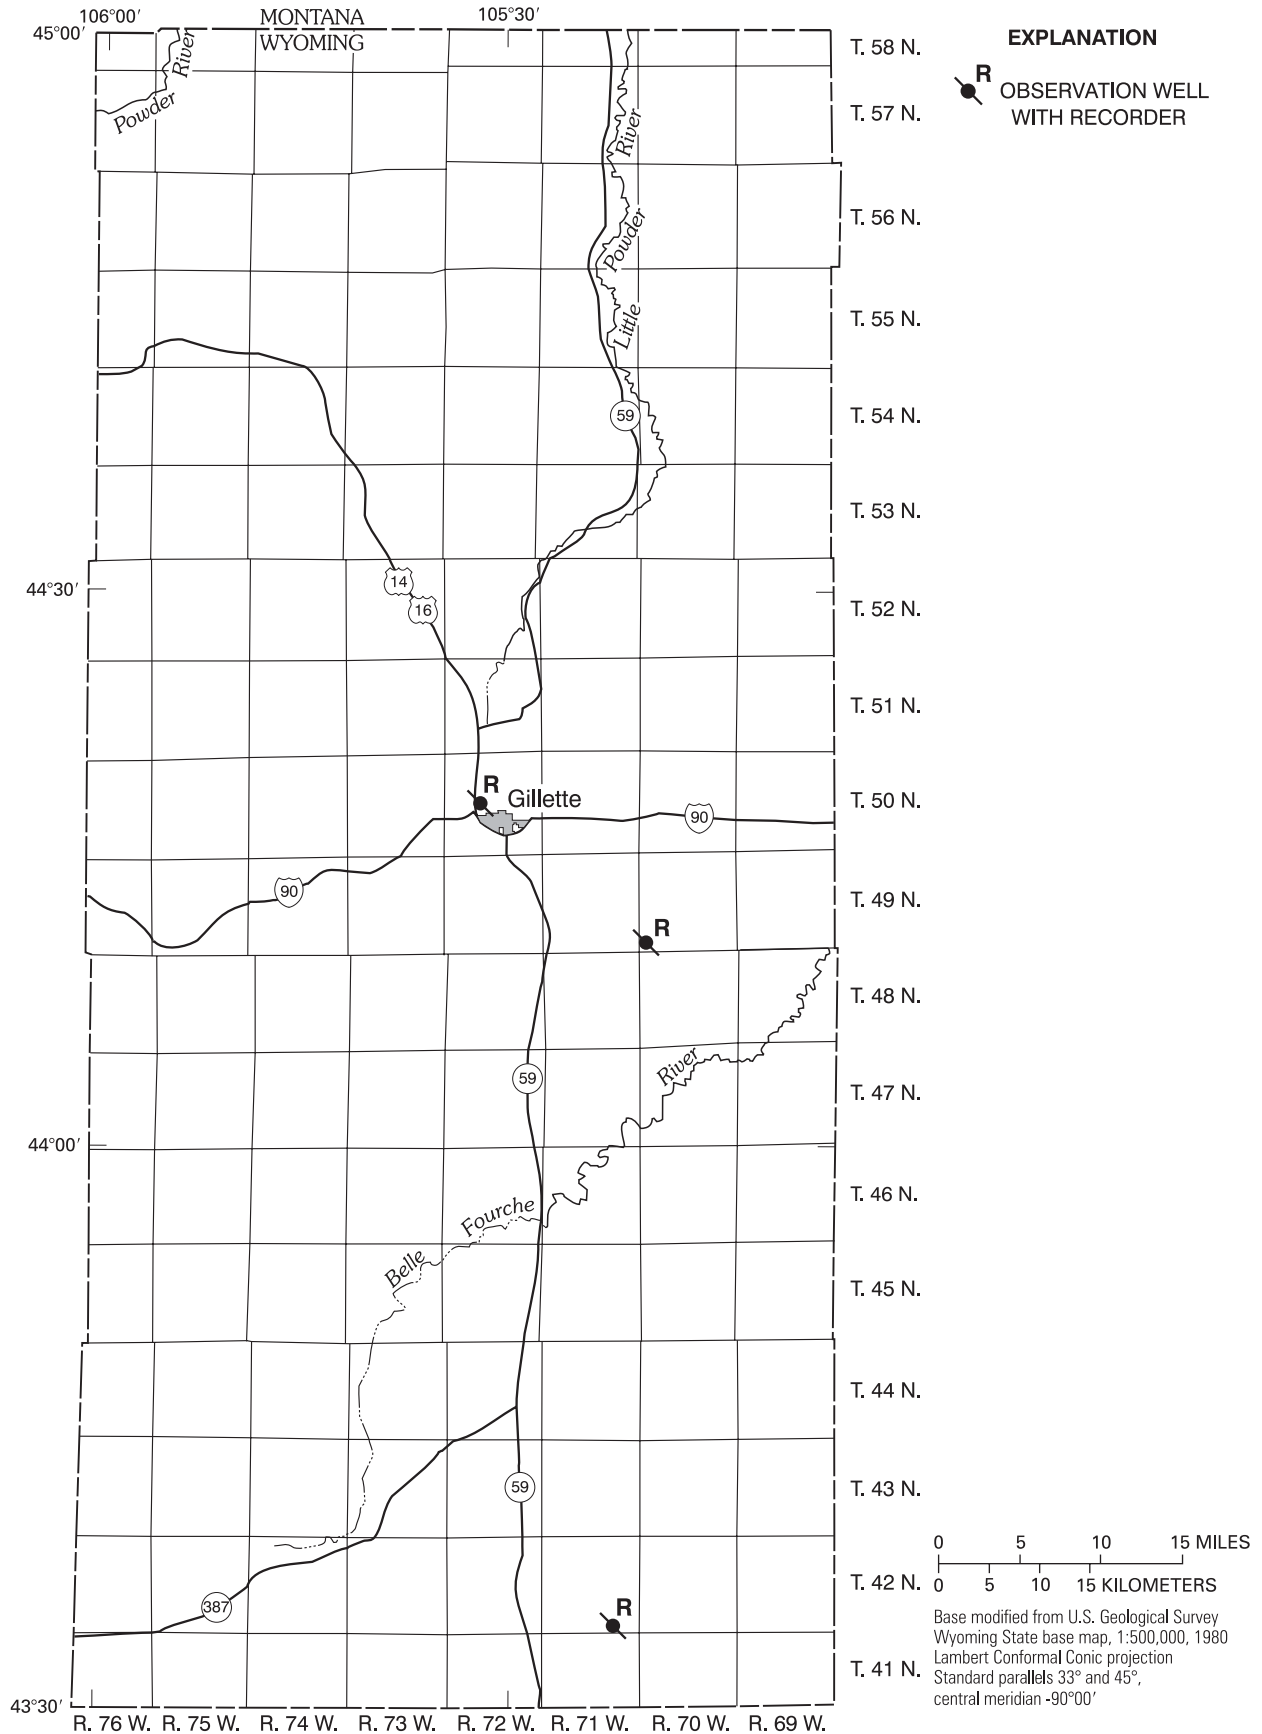 106°00′
MONTANA
105°30′
45°00′
WYOMING
EXPLANATION
R
OBSERVATION WELL
WITH RECORDER
Powder River
Little Powder River
T. 58 N.
T. 57 N.
T. 56 N.
T. 55 N.
59
T. 54 N.
T. 53 N.
14
44°30′
16
T. 52 N.
T. 51 N.
R
Gillette
T. 50 N.
90
90
T. 49 N.
R
T. 48 N.
59
T. 47 N.
44°00′
Belle Fourche River
T. 46 N.
T. 45 N.
T. 44 N.
59
T. 43 N.
387
T. 42 N.
R
T. 41 N.
43°30′
R. 76 W. R. 75 W. R. 74 W. R. 73 W. R. 72 W. R. 71 W. R. 70 W. R. 69 W.
0 5 10 15 MILES
0 5 10 15 KILOMETERS
Base modified from U.S. Geological Survey
Wyoming State base map, 1:500,000, 1980
Lambert Conformal Conic projection
Standard parallels 33° and 45°,
central meridian -90°00′